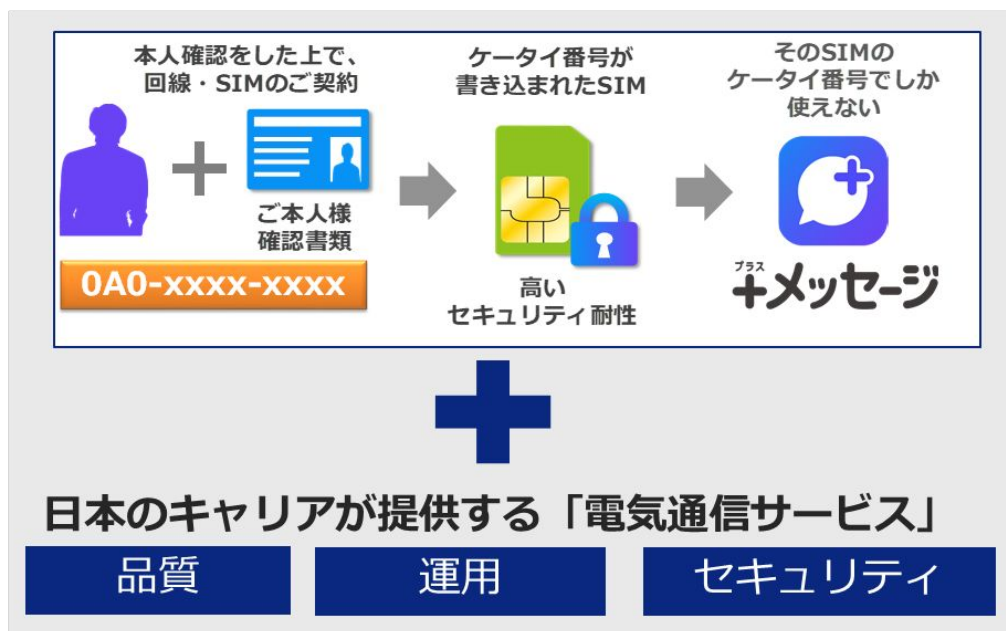 本人確認をした上で、
回線・SIMのご契約
ご本人様
確認書類
0A0-xxxx-xxxx
ケータイ番号が
書き込まれたSIM
高い
セキュリティ耐性
そのSIMの
ケータイ番号でしか
使えない
プラス
+メッセージ
日本のキャリアが提供する「電気通信サービス」
品質
運用
セキュリティ